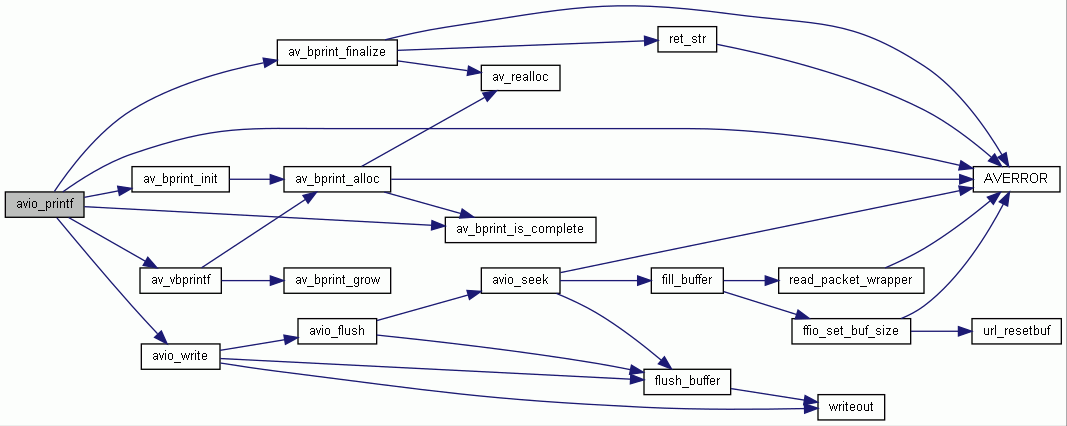 av_bprint_finalize
ret_str
av_realloc
av_bprint_init
av_bprint_alloc
AVERROR
avio_printf
av_bprint_is_complete
av_vbprintf
av_bprint_grow
avio_seek
fill_buffer
read_packet_wrapper
avio_flush
ffio_set_buf_size
url_resetbuf
avio_write
flush_buffer
writeout